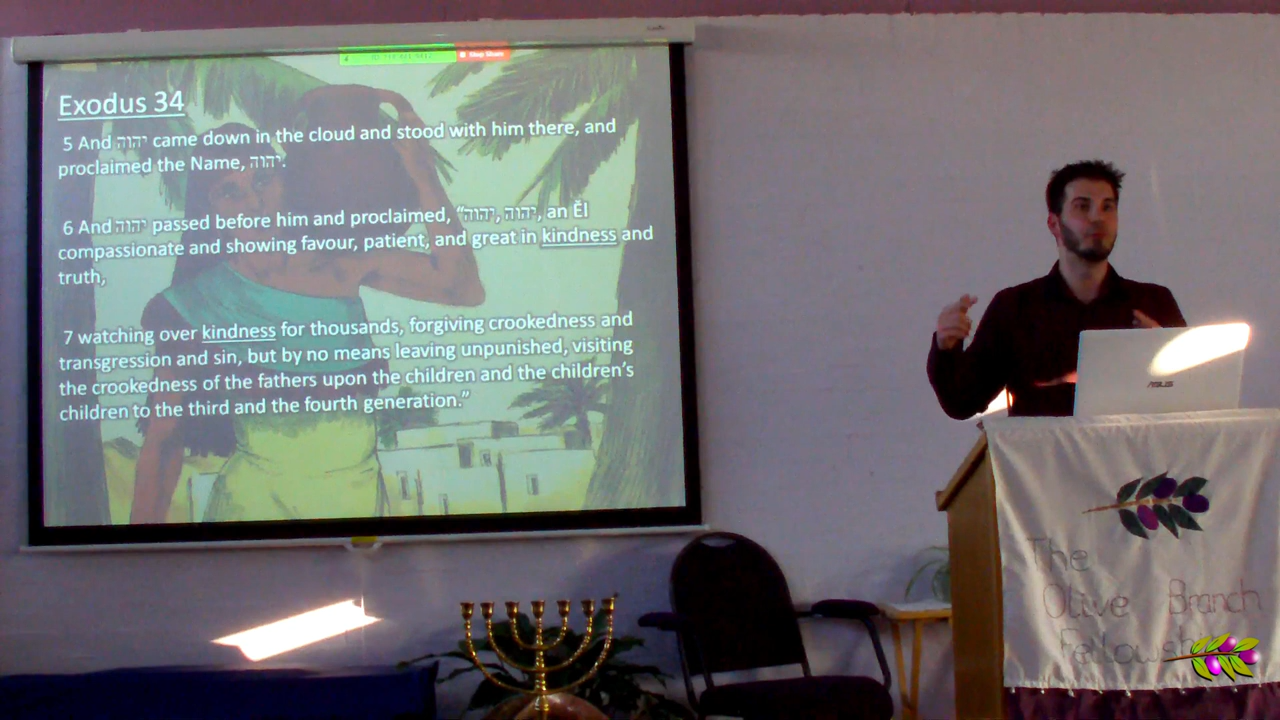 Stop Share
Exodus 34
5 And יהוה came down in the cloud and stood with him there, and
proclaimed the Name, יהוה.
6 And יהוה passed before him and proclaimed, “יהוה, יהוה, an Ěl
compassionate and showing favour, patient, and great in kindness and
truth,
7 watching over kindness for thousands, forgiving crookedness and
transgression and sin, but by no means leaving unpunished, visiting
the crookedness of the fathers upon the children and the children’s
children to the third and the fourth generation.”
ASUS
The
Olive Branch